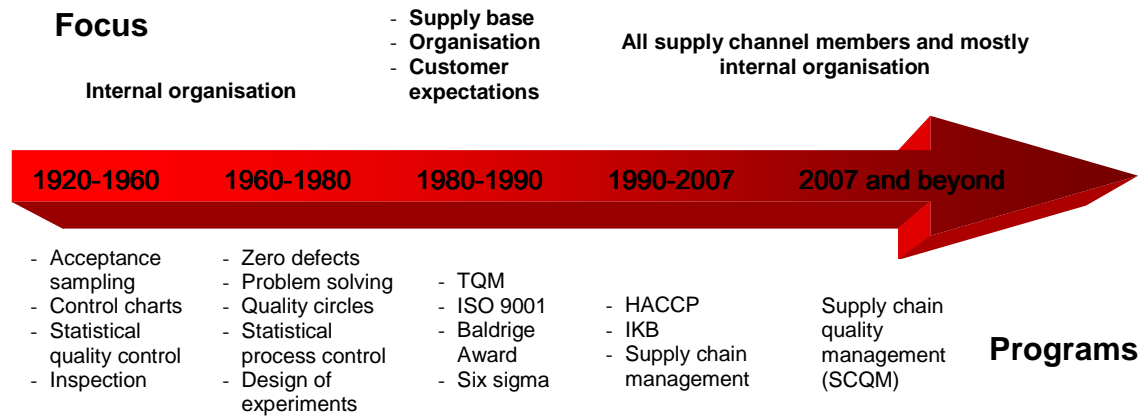 Focus
Internal organisation
- Supply base
- Organisation
- Customer
expectations
All supply channel members and mostly
internal organisation
1920-1960
1960-1980
1980-1990
1990-2007
2007 and beyond
- Acceptance
sampling
- Control charts
- Statistical
quality control
- Inspection
- Zero defects
- Problem solving
- Quality circles
- Statistical
process control
- Design of
experiments
- TQM
- ISO 9001
- Baldrige
Award
- Six sigma
- HACCP
- IKB
- Supply chain
management
Supply chain
quality
management
(SCQM)
Programs